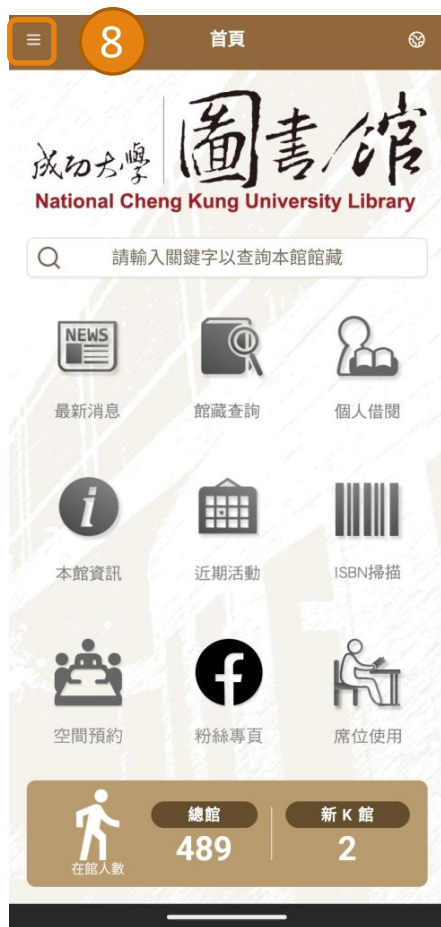 8
首頁
成功大學
圖書館
National Cheng Kung University Library
請輸入關鍵字以查詢本館館藏
NEWS
最新消息
館藏查詢
個人借閱
i
本館資訊
近期活動
ISBN掃描
空間預約
f
粉絲專頁
席位使用
在館人數
總館
489
新 K 館
2